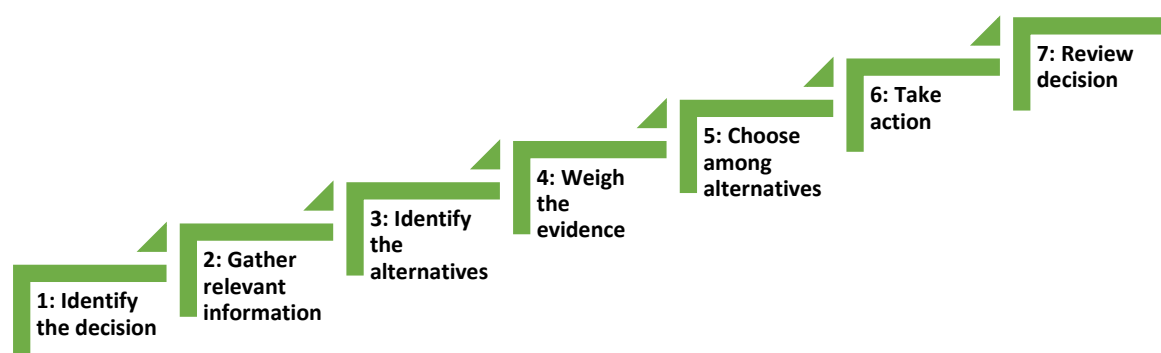 1: Identify
the decision
2: Gather
relevant
information
3: Identify
the
alternatives
4: Weigh
the
evidence
5: Choose
among
alternatives
6: Take
action
7: Review
decision